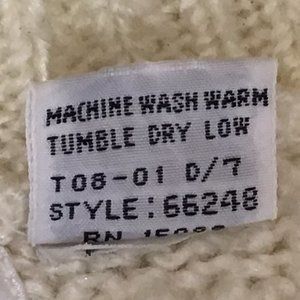 MACHINE WASH WARM
TUMBLE DRY LOW
T08-01 D/7
STYLE: 66248
RN